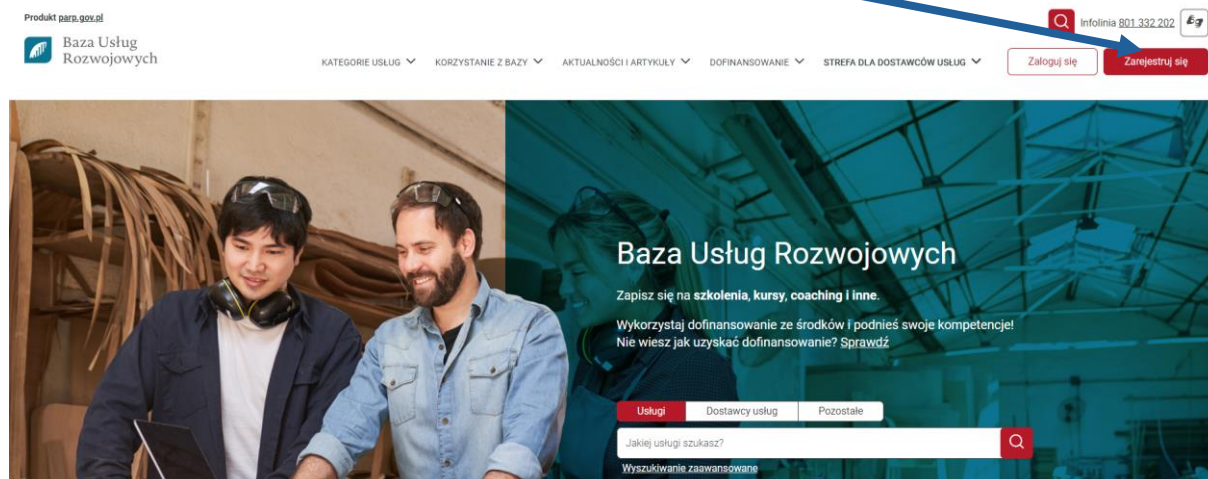 Produkt parp.gov.pl
Infolinia 801 332 202
Baza Usług
Rozwojowych
KATEGORIE USŁUG KORZYSTANIE Z BAZY AKTUALNOŚCI I ARTYKUŁY DOFINANSOWANIE STREFA DLA DOSTAWCÓW USŁUG Zaloguj się Zarejestruj się
Baza Usług Rozwojowych
Zapisz się na szkolenia, kursy, coaching i inne.
Wykorzystaj dofinansowanie ze środków i podnieś swoje kompetencje!
Nie wiesz jak uzyskać dofinansowanie? Sprawdź
Usługi Dostawcy usług Pozostałe
Jakiej usługi szukasz?
Wyszukiwanie zaawansowane